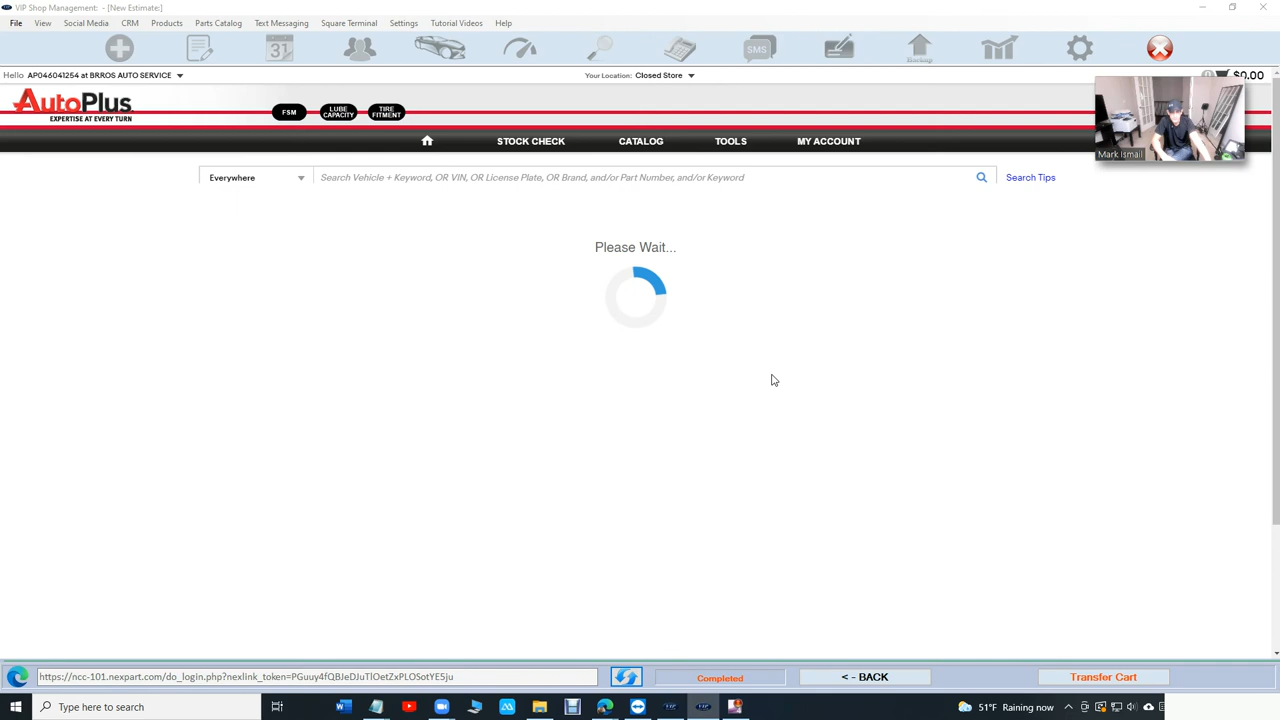 VIP Shop Management: - [New Estimate:]
File View Social Media CRM Products Parts Catalog Text Messaging Square Terminal Settings Tutorial Videos Help
31
SMS
Backup
Hello AP046041254 at BRROS AUTO SERVICE
Your Location: Closed Store
$0.00
AutoPlus
EXPERTISE AT EVERY TURN
FSM
LUBE CAPACITY
TIRE FITMENT
STOCK CHECK CATALOG TOOLS MY ACCOUNT
Mark Ismail
Everywhere
Search Vehicle + Keyword, OR VIN, OR License Plate, OR Brand, and/or Part Number, and/or Keyword
Search Tips
Please Wait...
https://ncc-101.nexpart.com/do_login.php?nexlink_token=PGuuy4fQBJeDJuTlOetZxPLOSotYE5ju
Completed
< - BACK
Transfer Cart
Type here to search
51°F Raining now